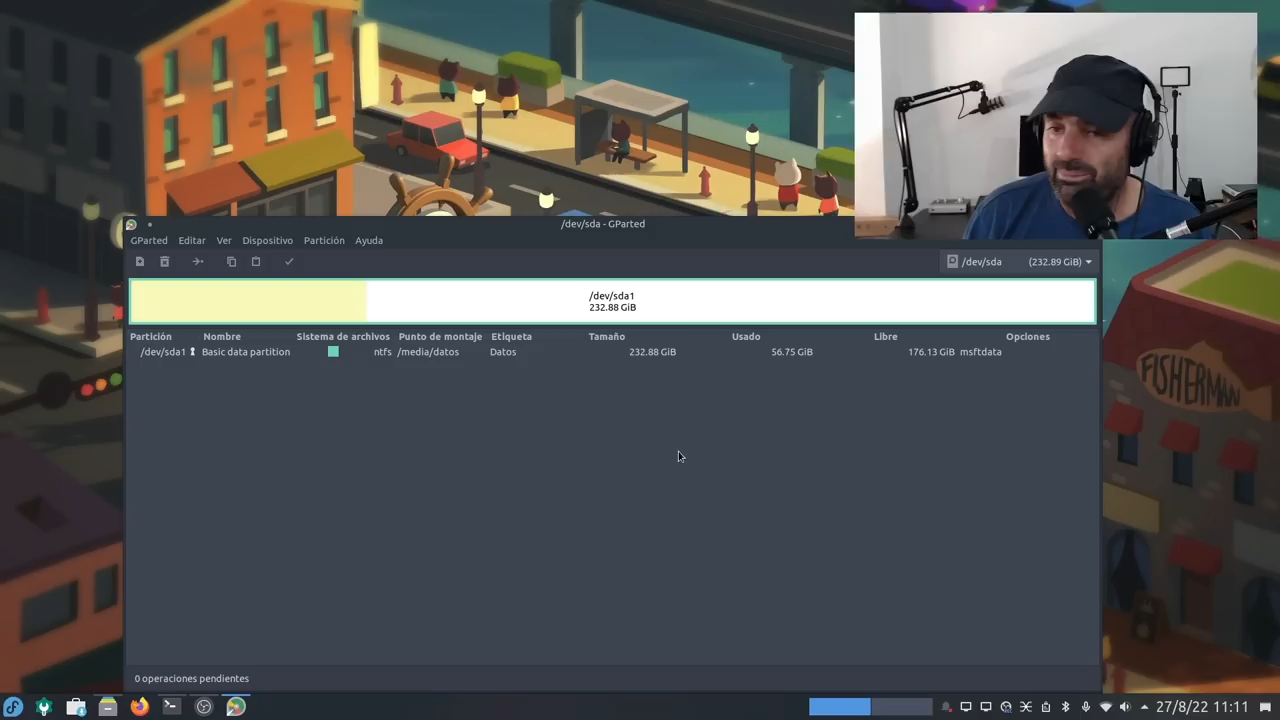 /dev/sda - GParted
GParted Editar Ver Dispositivo Partición Ayuda
/dev/sda (232.89 GiB)
/dev/sda1
232.88 GiB
Partición Nombre Sistema de archivos Punto de montaje Etiqueta Tamaño Usado Libre Opciones
/dev/sda1 Basic data partition ntfs /media/datos Datos 232.88 GiB 56.75 GiB 176.13 GiB msftdata
FISHERMAN
0 operaciones pendientes
27/8/22 11:11